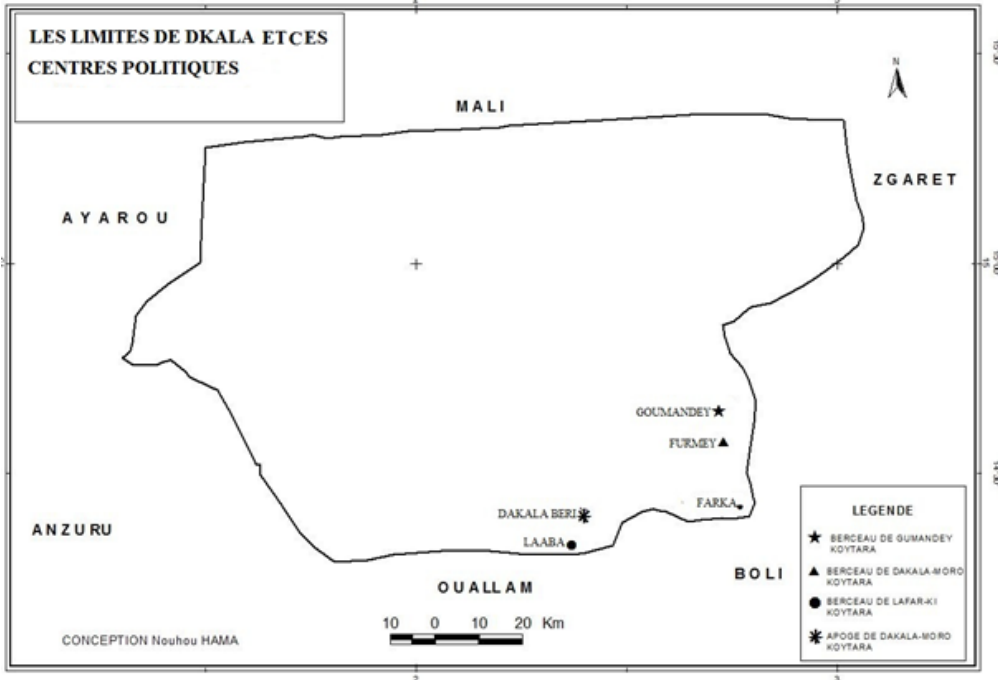 LES LIMITES DE DKALA ETCES
CENTRES POLITIQUES
N
MALI
ZGARET
AYAROU
GOUMANDEY
FURMEY
FARKA
DAKALA BERI
LAABA
ANZURU
OUALLAM
BOLI
LEGENDE
BERCEAU DE GUMANDEY
KOYTARA
BERCEAU DE DAKALA-MORO
KOYTARA
BERCEAU DE LAFAR-KI
KOYTARA
APOGE DE DAKALA-MORO
KOYTARA
10 0 10 20 Km
CONCEPTION Nouhou HAMA